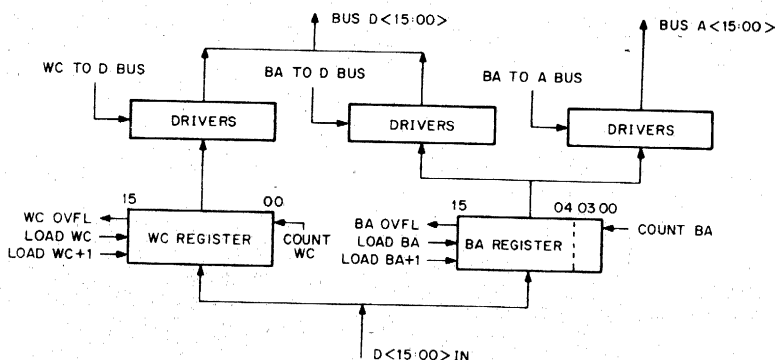 BUS D<15:00>
BUS A<15:00>
WC TO D BUS
BA TO D BUS
BA TO A BUS
DRIVERS
DRIVERS
DRIVERS
15
00
WC OVFL
LOAD WC
LOAD WC+1
WC REGISTER
COUNT
WC
15
04 03 00
BA OVFL
LOAD BA
LOAD BA+1
BA REGISTER
COUNT BA
D<15:00>IN